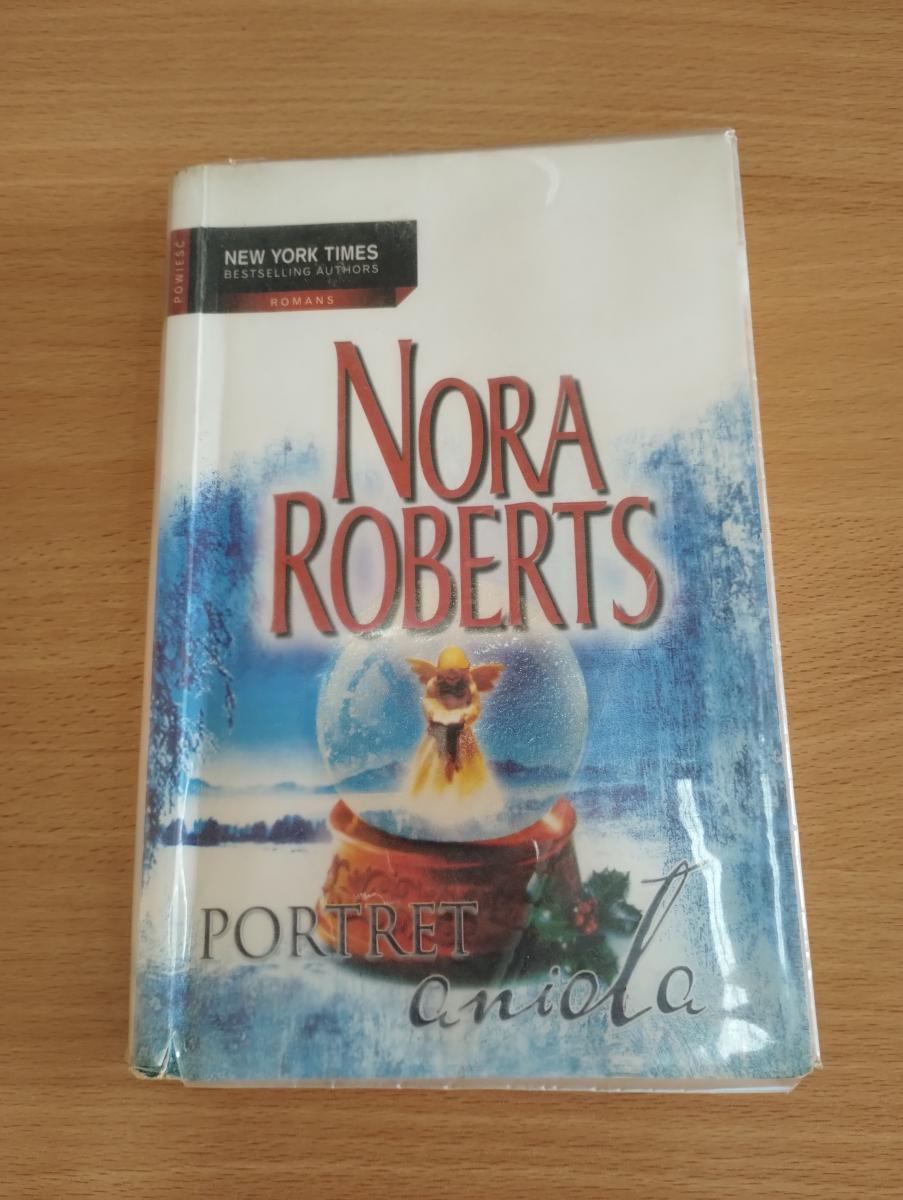 POWIEŚĆ
NEW YORK TIMES
BESTSELLING AUTHORS
ROMANS
NORA
ROBERTS
PORTRET
anioła